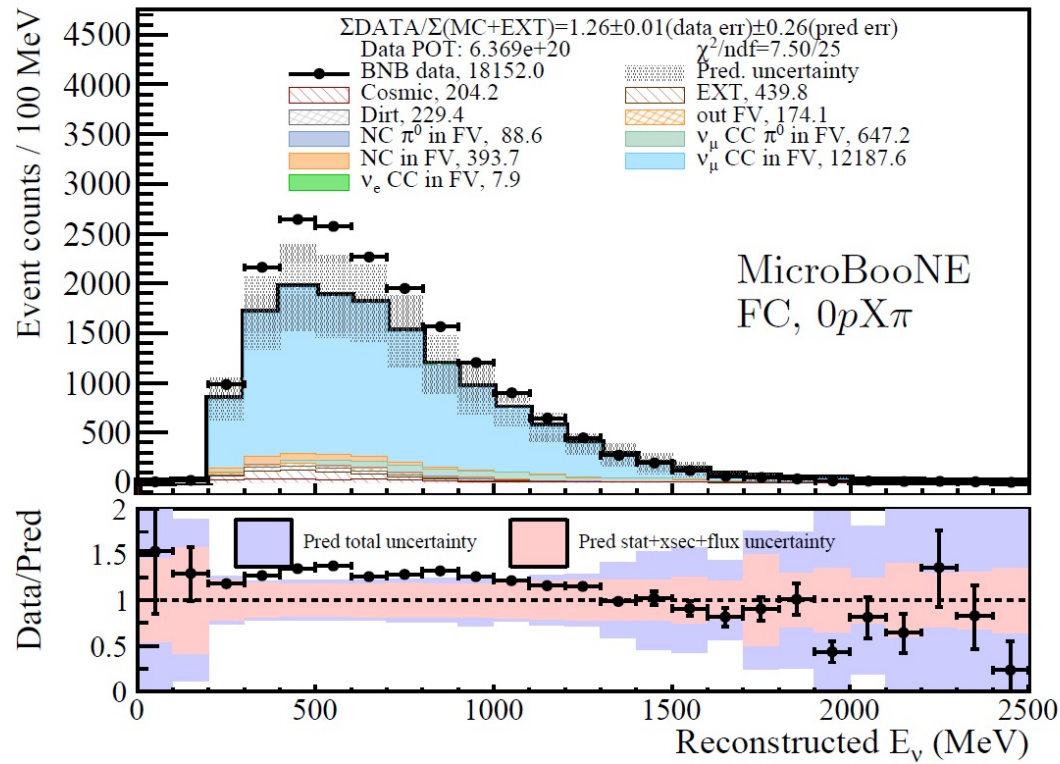 ΣDATA/Σ(MC+EXT)=1.26±0.01(data err)±0.26(pred err)
Data POT: 6.369e+20 χ²/ndf=7.50/25
BNB data, 18152.0 Pred. uncertainty
Cosmic, 204.2 EXT, 439.8
Dirt, 229.4 out FV, 174.1
NC π⁰ in FV, 88.6 ν_μ CC π⁰ in FV, 647.2
NC in FV, 393.7 ν_μ CC in FV, 12187.6
ν_e CC in FV, 7.9
MicroBooNE
FC, 0pXπ
Event counts / 100 MeV
4500
4000
3500
3000
2500
2000
1500
1000
500
0
Pred total uncertainty Pred stat+xsec+flux uncertainty
Data/Pred
2
1.5
1
0.5
0
0 500 1000 1500 2000 2500
Reconstructed E_ν (MeV)